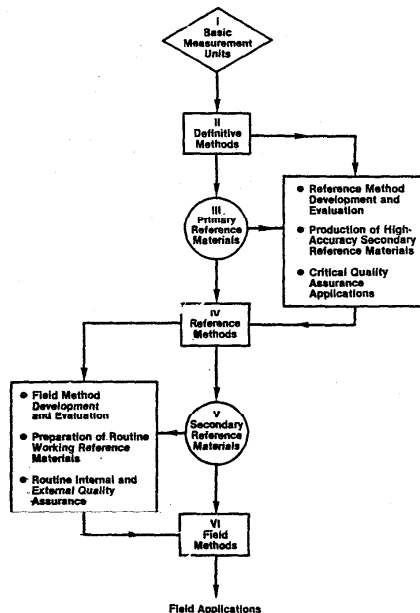 I
Basic
Measurement
Units
II
Definitive
Methods
● Reference Method
Development and
Evaluation
● Production of High-
Accuracy Secondary
Reference Materials
● Critical Quality
Assurance
Applications
III
Primary
Reference
Materials
IV
Reference
Methods
● Field Method
Development
and Evaluation
● Preparation of Routine
Working Reference
Materials
● Routine Internal and
External Quality
Assurance
V
Secondary
Reference
Materials
VI
Field
Methods
Field Applications